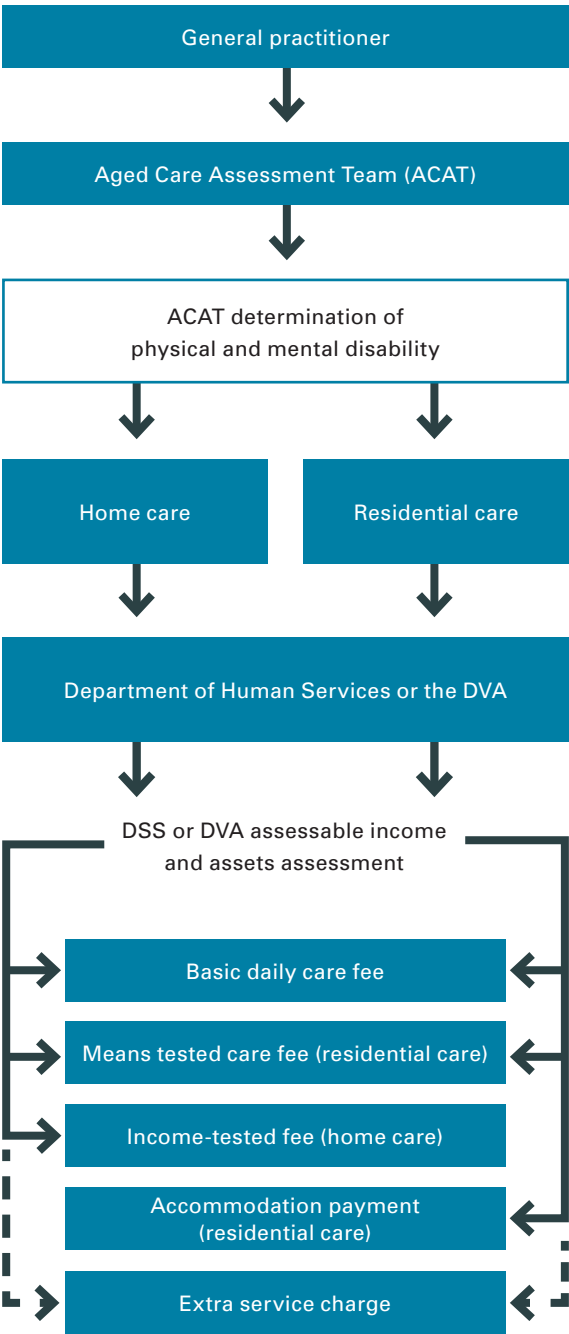 General practitioner
Aged Care Assessment Team (ACAT)
ACAT determination of
physical and mental disability
Home care
Residential care
Department of Human Services or the DVA
DSS or DVA assessable income
and assets assessment
Basic daily care fee
Means tested care fee (residential care)
Income-tested fee (home care)
Accommodation payment
(residential care)
Extra service charge